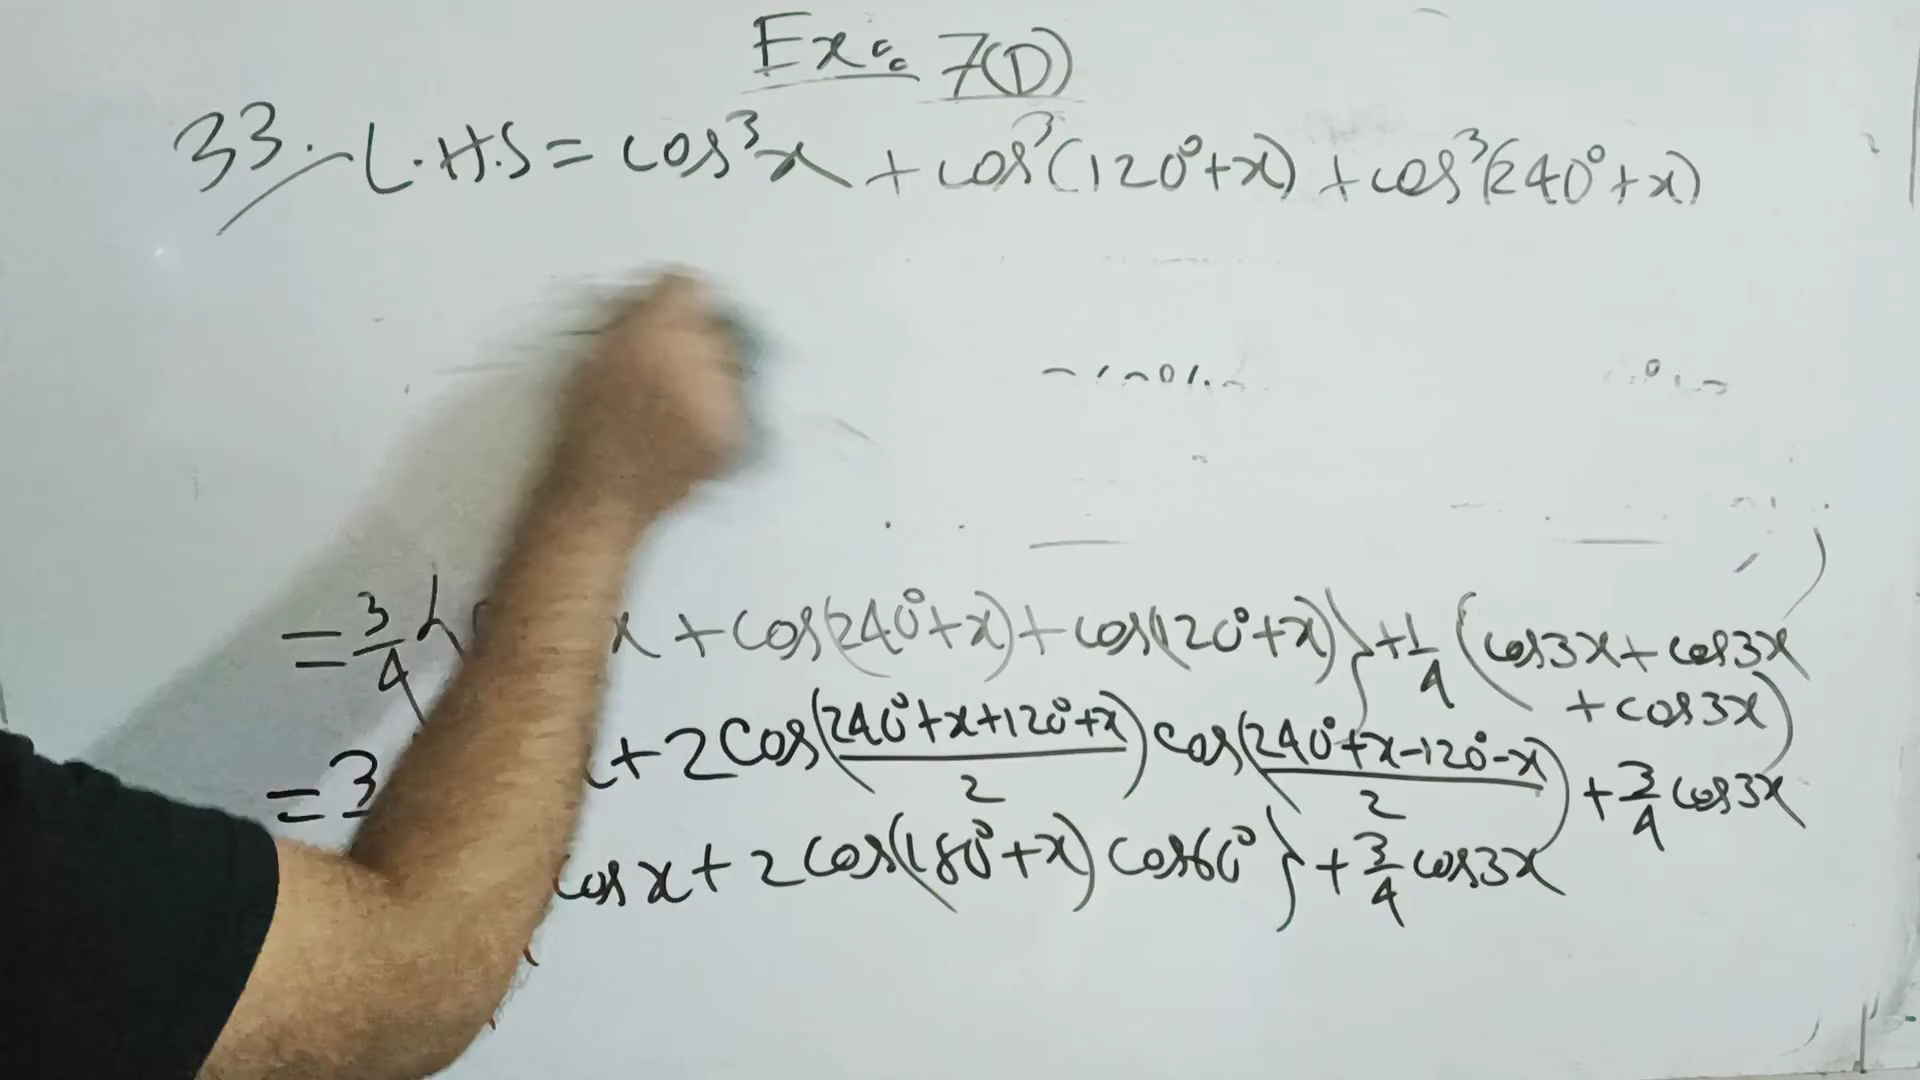 Ex: 7(D)
33. L.H.S = cos³x + cos³(120°+x) + cos³(240°+x)
= 3/4 { x + cos(240°+x) + cos(120°+x) } + 1/4 (cos3x + cos3x
+ cos3x)
= 3 + 2cos((240°+x+120°+x)/2) cos((240°+x-120°-x)/2) + 3/4 cos3x
cosx + 2cos(180°+x) cos60° } + 3/4 cos3x